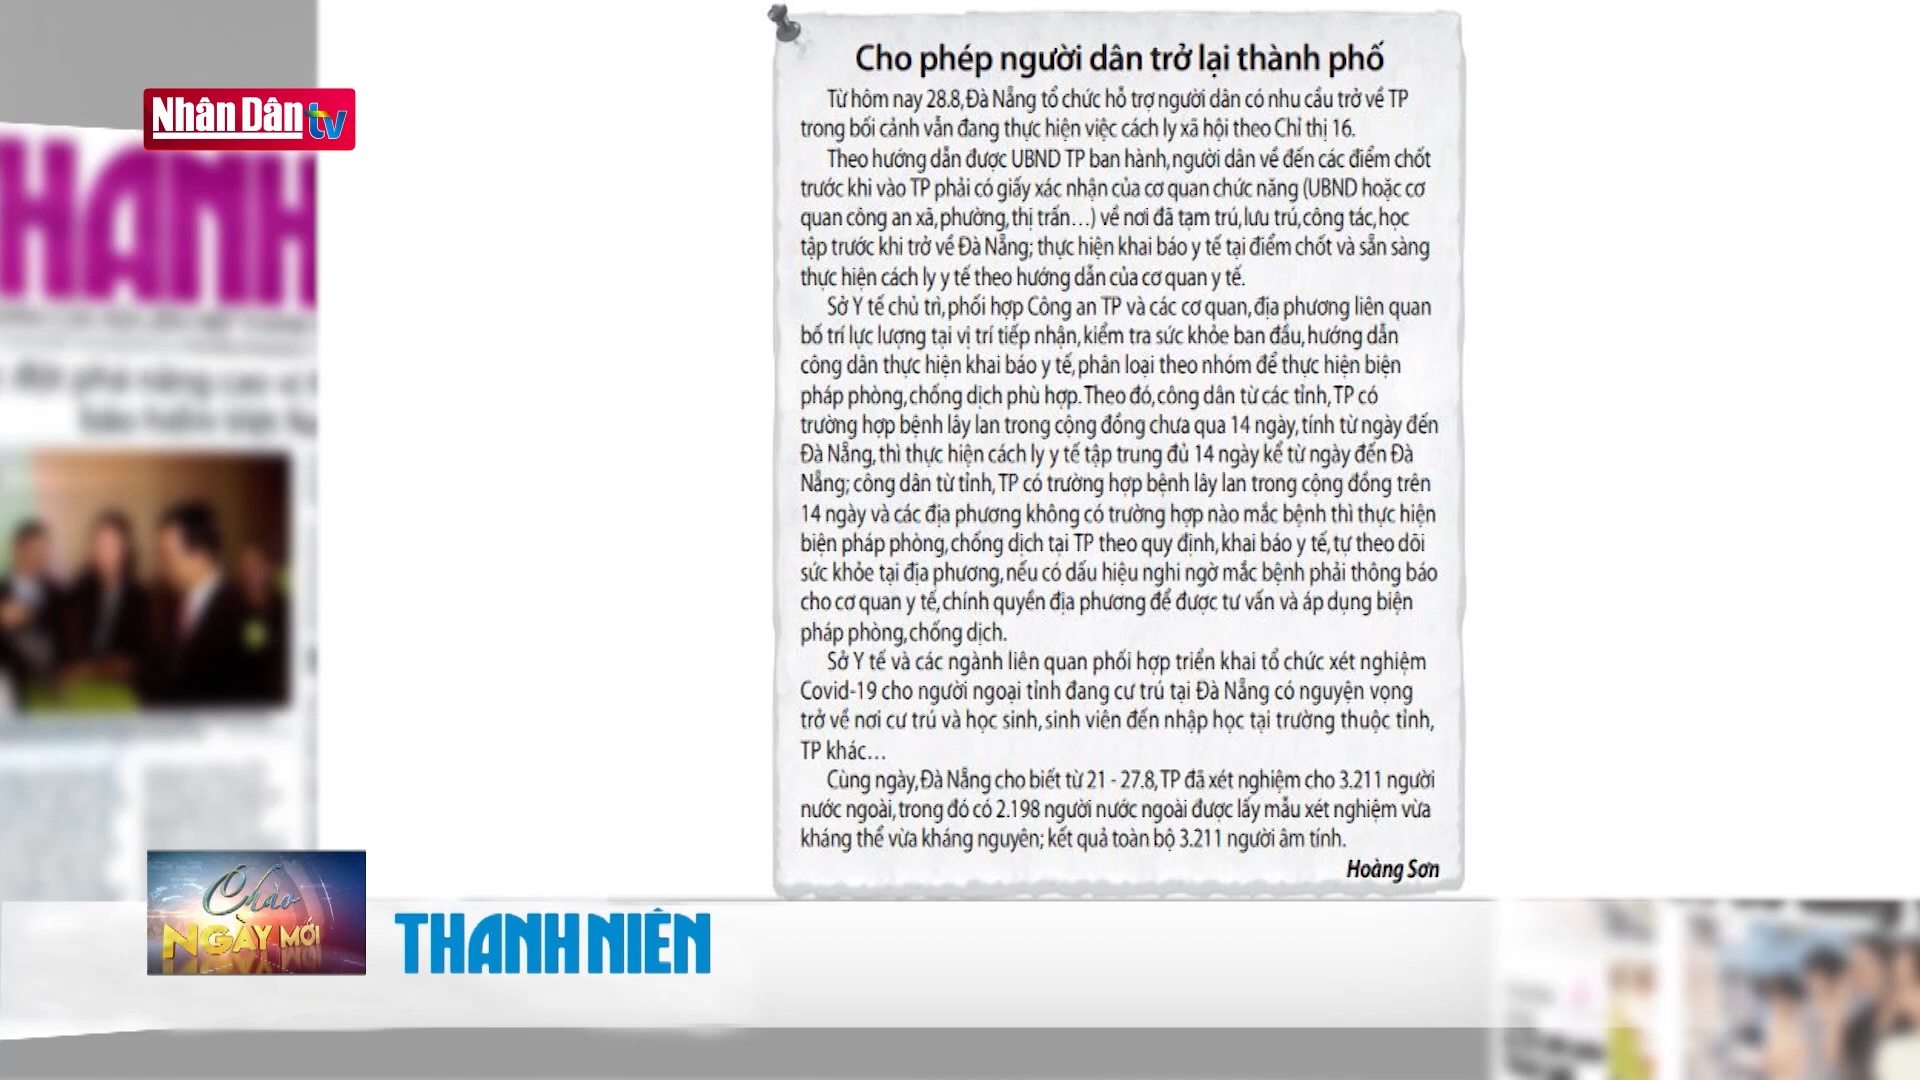 Nhân Dân tv
HANH
Cho phép người dân trở lại thành phố
Từ hôm nay 28.8, Đà Nẵng tổ chức hỗ trợ người dân có nhu cầu trở về TP
trong bối cảnh vẫn đang thực hiện việc cách ly xã hội theo Chỉ thị 16.
Theo hướng dẫn được UBND TP ban hành, người dân về đến các điểm chốt
trước khi vào TP phải có giấy xác nhận của cơ quan chức năng (UBND hoặc cơ
quan công an xã, phường, thị trấn…) về nơi đã tạm trú, lưu trú, công tác, học
tập trước khi trở về Đà Nẵng; thực hiện khai báo y tế tại điểm chốt và sẵn sàng
thực hiện cách ly y tế theo hướng dẫn của cơ quan y tế.
Sở Y tế chủ trì, phối hợp Công an TP và các cơ quan, địa phương liên quan
bố trí lực lượng tại vị trí tiếp nhận, kiểm tra sức khỏe ban đầu, hướng dẫn
công dân thực hiện khai báo y tế, phân loại theo nhóm để thực hiện biện
pháp phòng, chống dịch phù hợp. Theo đó, công dân từ các tỉnh, TP có
trường hợp bệnh lây lan trong cộng đồng chưa qua 14 ngày, tính từ ngày đến
Đà Nẵng, thì thực hiện cách ly y tế tập trung đủ 14 ngày kể từ ngày đến Đà
Nẵng; công dân từ tỉnh, TP có trường hợp bệnh lây lan trong cộng đồng trên
14 ngày và các địa phương không có trường hợp nào mắc bệnh thì thực hiện
biện pháp phòng, chống dịch tại TP theo quy định, khai báo y tế, tự theo dõi
sức khỏe tại địa phương, nếu có dấu hiệu nghi ngờ mắc bệnh phải thông báo
cho cơ quan y tế, chính quyền địa phương để được tư vấn và áp dụng biện
pháp phòng, chống dịch.
Sở Y tế và các ngành liên quan phối hợp triển khai tổ chức xét nghiệm
Covid-19 cho người ngoại tỉnh đang cư trú tại Đà Nẵng có nguyện vọng
trở về nơi cư trú và học sinh, sinh viên đến nhập học tại trường thuộc tỉnh,
TP khác…
Cùng ngày, Đà Nẵng cho biết từ 21 - 27.8, TP đã xét nghiệm cho 3.211 người
nước ngoài, trong đó có 2.198 người nước ngoài được lấy mẫu xét nghiệm vừa
kháng thể vừa kháng nguyên; kết quả toàn bộ 3.211 người âm tính.
Hoàng Sơn
Chào
NGÀY MỚI
THANH NIÊN